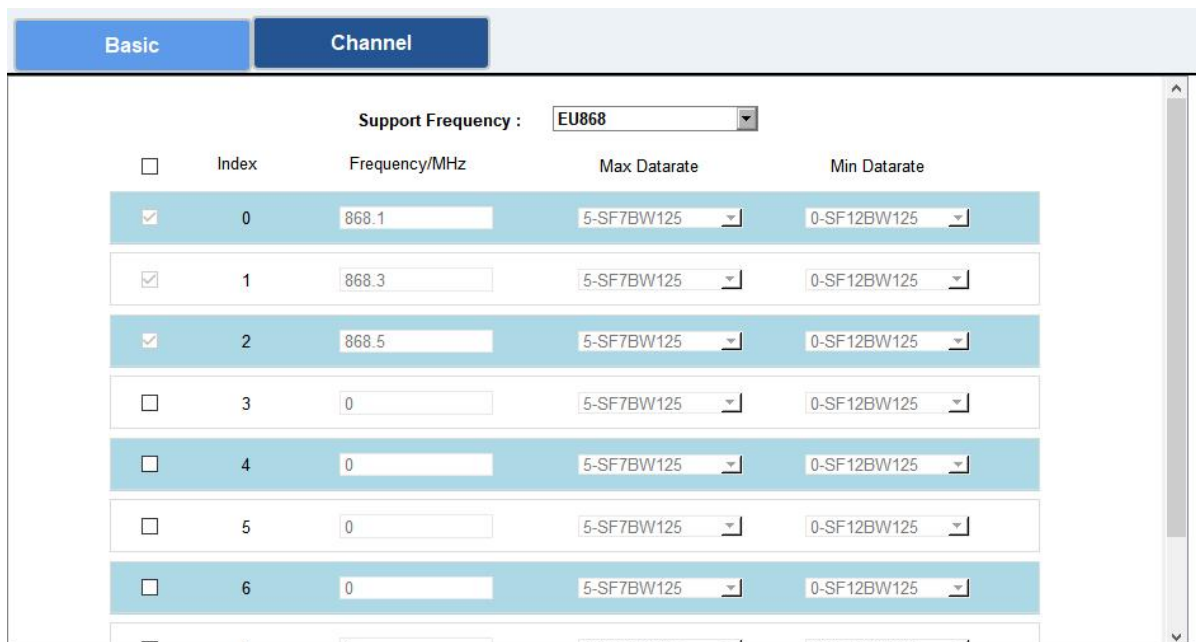 Basic Channel
Support Frequency : EU868
Index Frequency/MHz Max Datarate Min Datarate
0 868.1 5-SF7BW125 0-SF12BW125
1 868.3 5-SF7BW125 0-SF12BW125
2 868.5 5-SF7BW125 0-SF12BW125
3 0 5-SF7BW125 0-SF12BW125
4 0 5-SF7BW125 0-SF12BW125
5 0 5-SF7BW125 0-SF12BW125
6 0 5-SF7BW125 0-SF12BW125